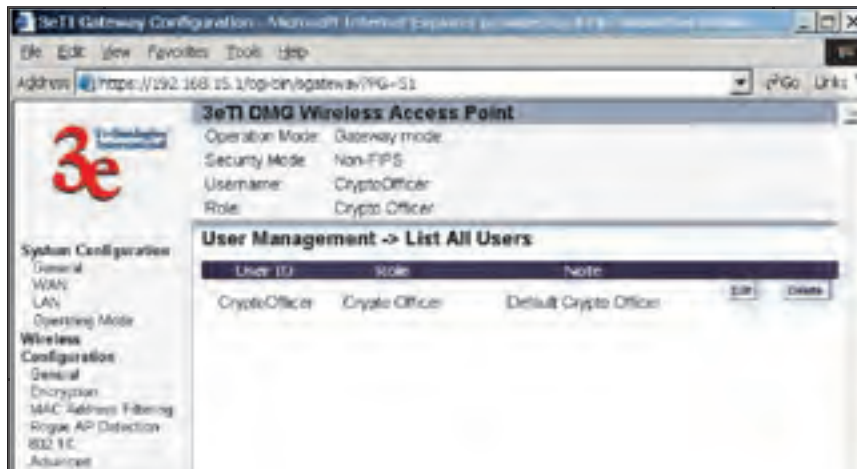 3eTI Gateway Configuration - Microsoft Internet Explorer
File Edit View Favorites Tools Help
Address https://192.168.15.1/cgi-bin/sgateway?PG=51 Go Links
3e Technologies International
3eTI DMG Wireless Access Point
Operation Mode: Gateway mode
Security Mode: Non-FIPS
Username: CryptoOfficer
Role: Crypto Officer
User Management -> List All Users
User ID Role Note
CryptoOfficer Crypto Officer Default Crypto Officer Edit Delete
System Configuration
General
WAN
LAN
Operating Mode
Wireless
Configuration
General
Encryption
MAC Address Filtering
Rogue AP Detection
Advanced